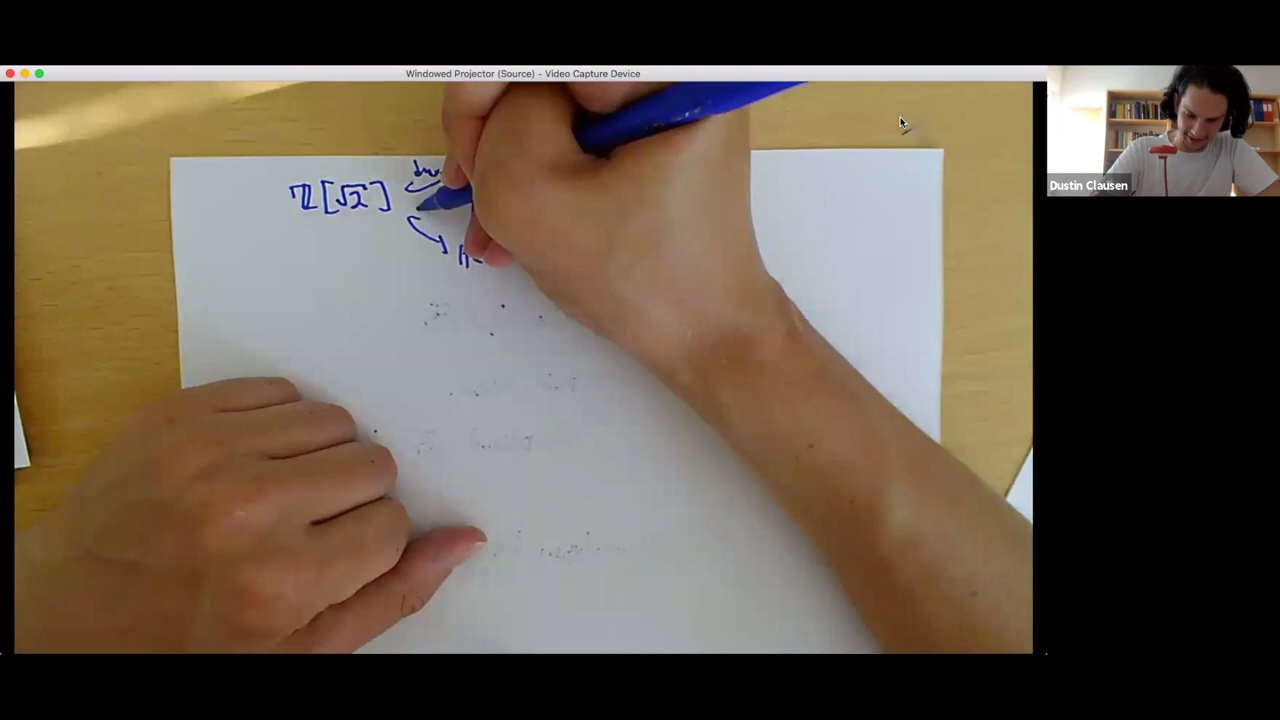 Windowed Projector (Source) - Video Capture Device
Dustin Clausen
ℤ[√2]